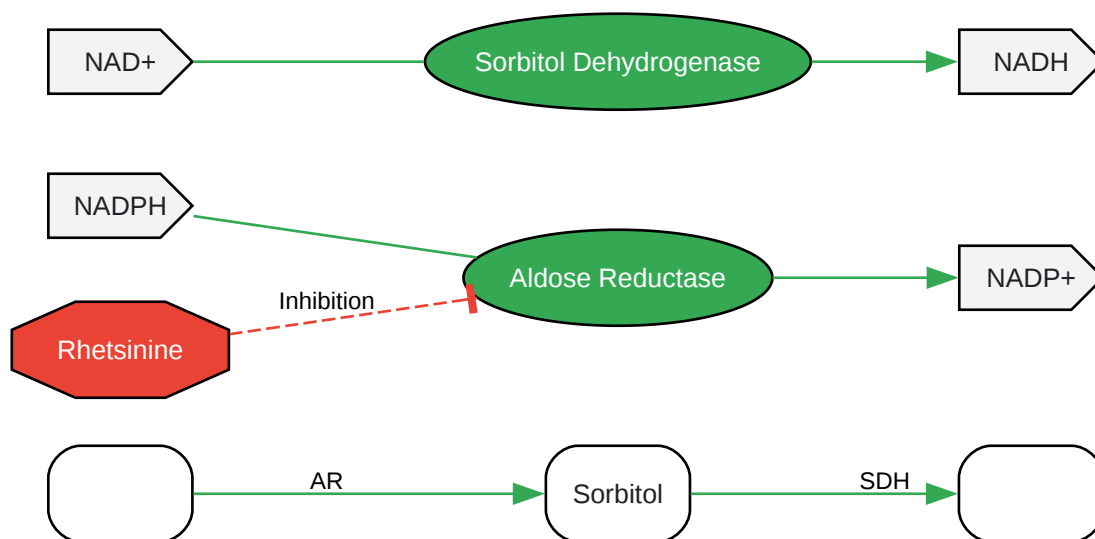 NAD+
Sorbitol Dehydrogenase
NADH
NADPH
Aldose Reductase
NADP+
Inhibition
Rhetsinine
AR
Sorbitol
SDH